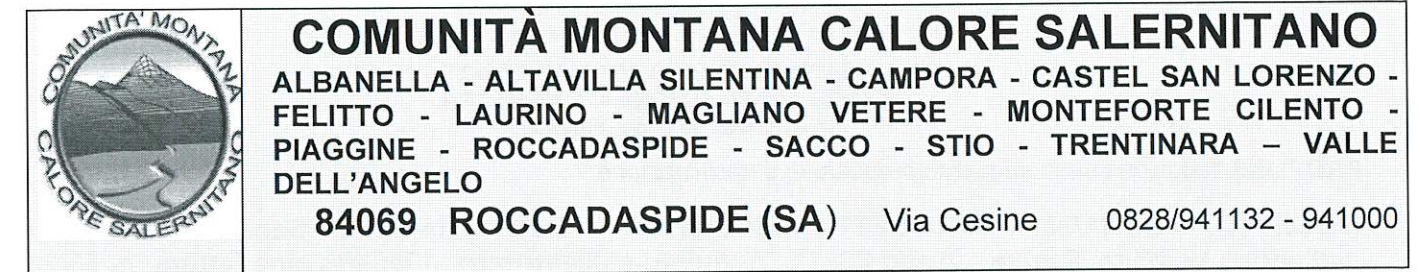 COMUNITA' MONTANA
CALORE SALERNITANO
COMUNITÀ MONTANA CALORE SALERNITANO
ALBANELLA - ALTAVILLA SILENTINA - CAMPORA - CASTEL SAN LORENZO -
FELITTO - LAURINO - MAGLIANO VETERE - MONTEFORTE CILENTO -
PIAGGINE - ROCCADASPIDE - SACCO - STIO - TRENTINARA – VALLE
DELL'ANGELO
84069 ROCCADASPIDE (SA) Via Cesine 0828/941132 - 941000